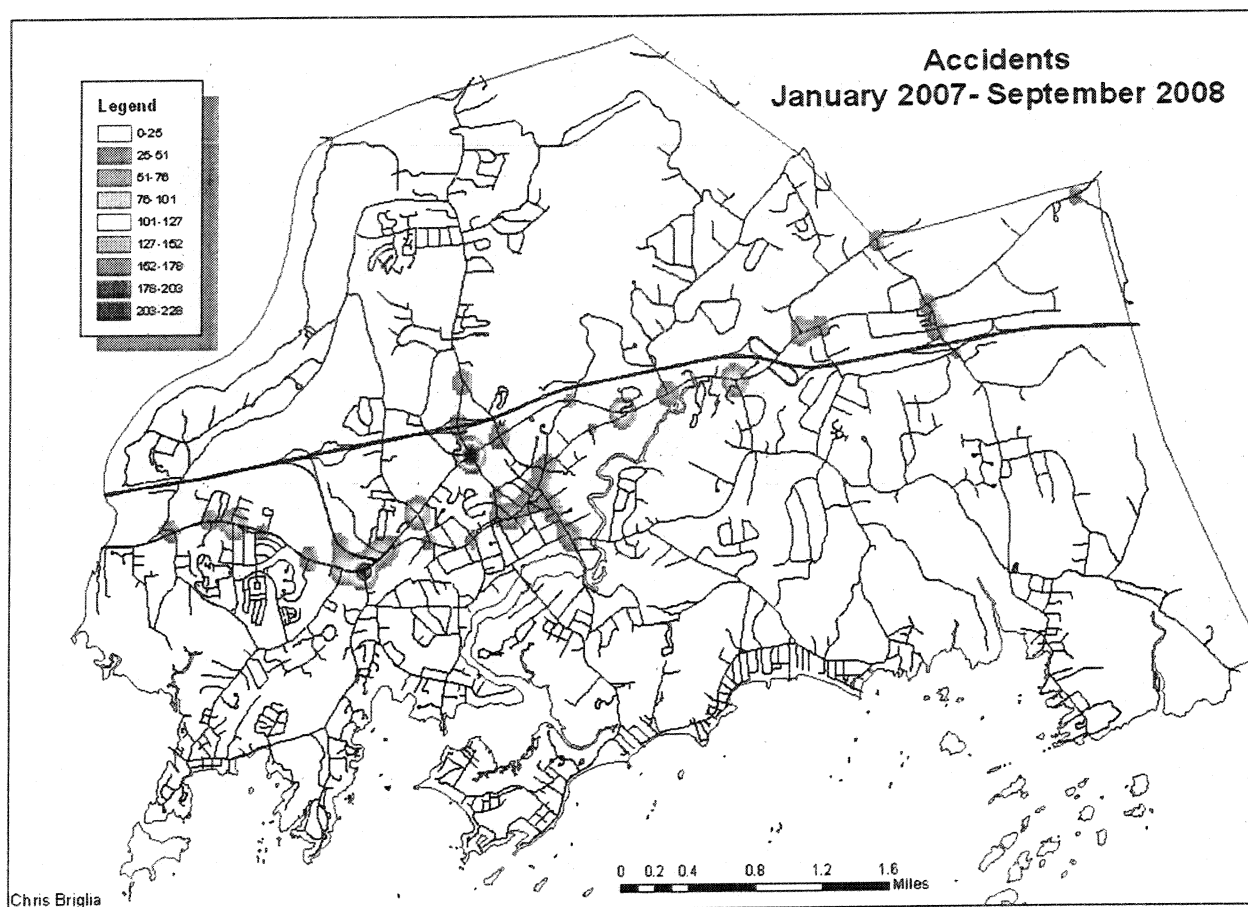 Accidents
January 2007- September 2008
Legend
0-25
25-51
51-76
76-101
101-127
127-152
152-178
178-203
203-228
0 0.2 0.4 0.8 1.2 1.6
Miles
Chris Briglia